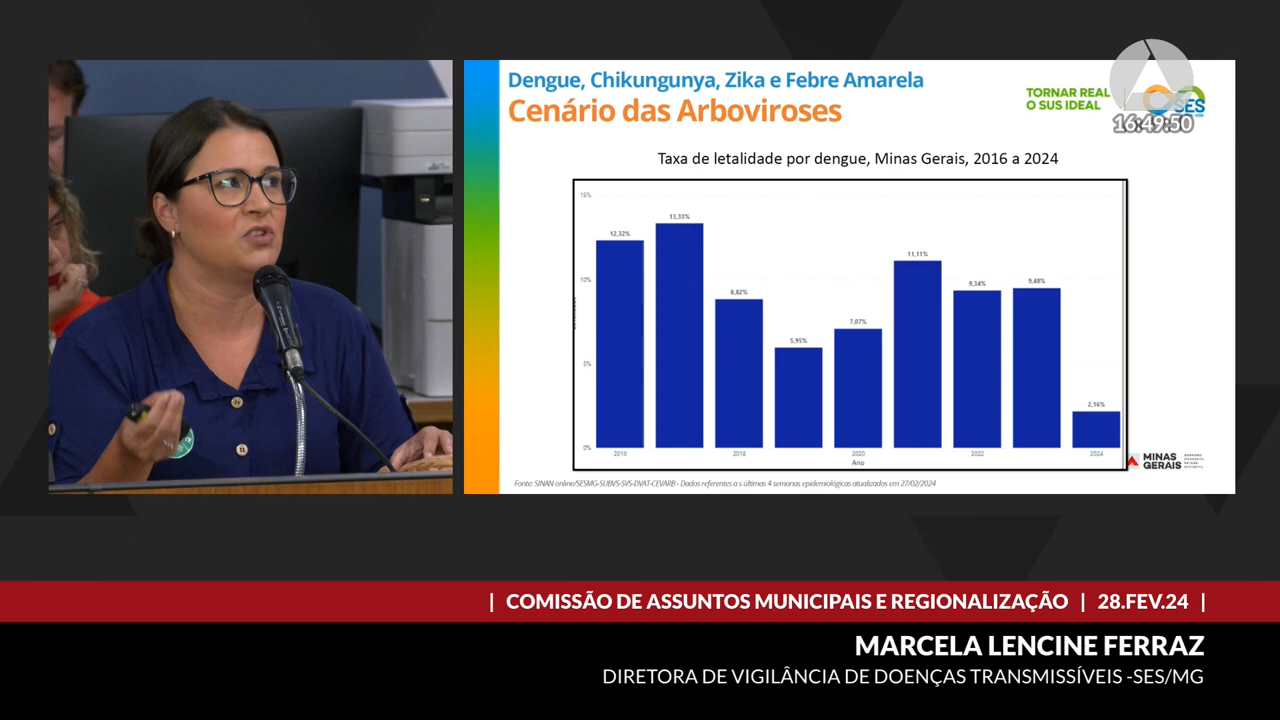 Dengue, Chikungunya, Zika e Febre Amarela
Cenário das Arboviroses
TORNAR REAL
O SUS IDEAL
SES
16:49:50
Taxa de letalidade por dengue, Minas Gerais, 2016 a 2024
15%
10%
5%
0%
12,32%
13,33%
8,82%
5,95%
7,07%
11,11%
9,34%
9,48%
2,16%
2016
2018
2020
2022
2024
Ano
MINAS
GERAIS
Fonte: SINAN online/SESMG-SUBVS-SVS-DVAT-CEVARB - Dados referentes a s últimas 4 semanas epidemiológicas atualizados em 27/02/2024
| COMISSÃO DE ASSUNTOS MUNICIPAIS E REGIONALIZAÇÃO | 28.FEV.24 |
MARCELA LENCINE FERRAZ
DIRETORA DE VIGILÂNCIA DE DOENÇAS TRANSMISSÍVEIS -SES/MG